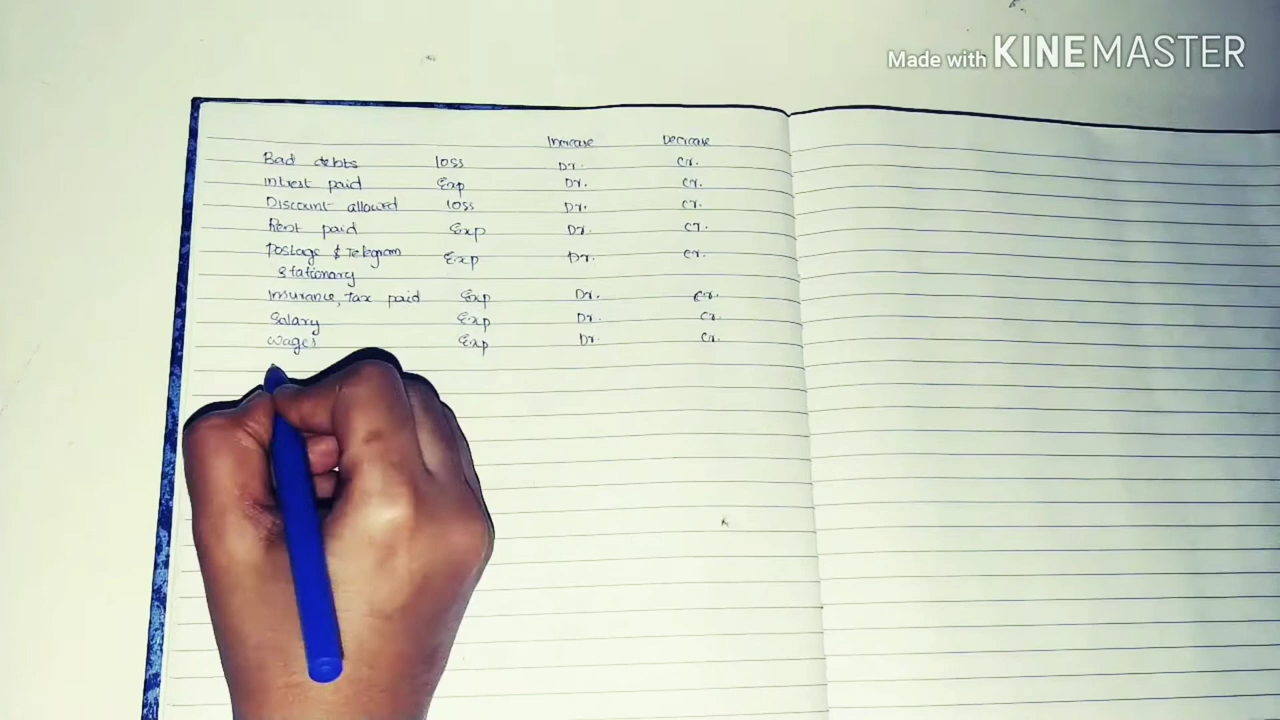 Made with KINEMASTER
Increase Decrease
Bad debts loss Dr. Cr.
Intrest paid Exp Dr. Cr.
Discount allowed loss Dr. Cr.
Rent paid Exp Dr. Cr.
Postage & Telegram Exp Dr. Cr.
Stationary
Insurance, tax paid Exp Dr. Cr.
Salary Exp Dr. Cr.
Wages Exp Dr. Cr.